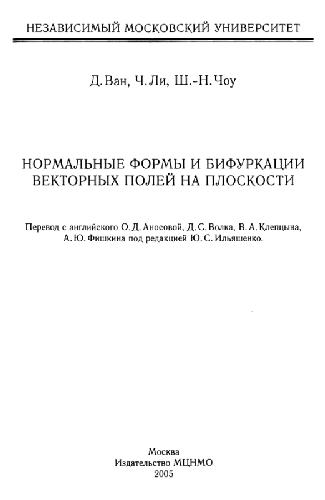 НЕЗАВИСИМЫЙ МОСКОВСКИЙ УНИВЕРСИТЕТ
Д. Ван, Ч. Ли, Ш.-Н. Чоу
НОРМАЛЬНЫЕ ФОРМЫ И БИФУРКАЦИИ
ВЕКТОРНЫХ ПОЛЕЙ НА ПЛОСКОСТИ
Перевод с английского О. Д. Аносовой, Д. С. Волка, В. А. Клепцына,
А. Ю. Фишкина под редакцией Ю. С. Ильяшенко.
Москва
Издательство МЦНМО
2005